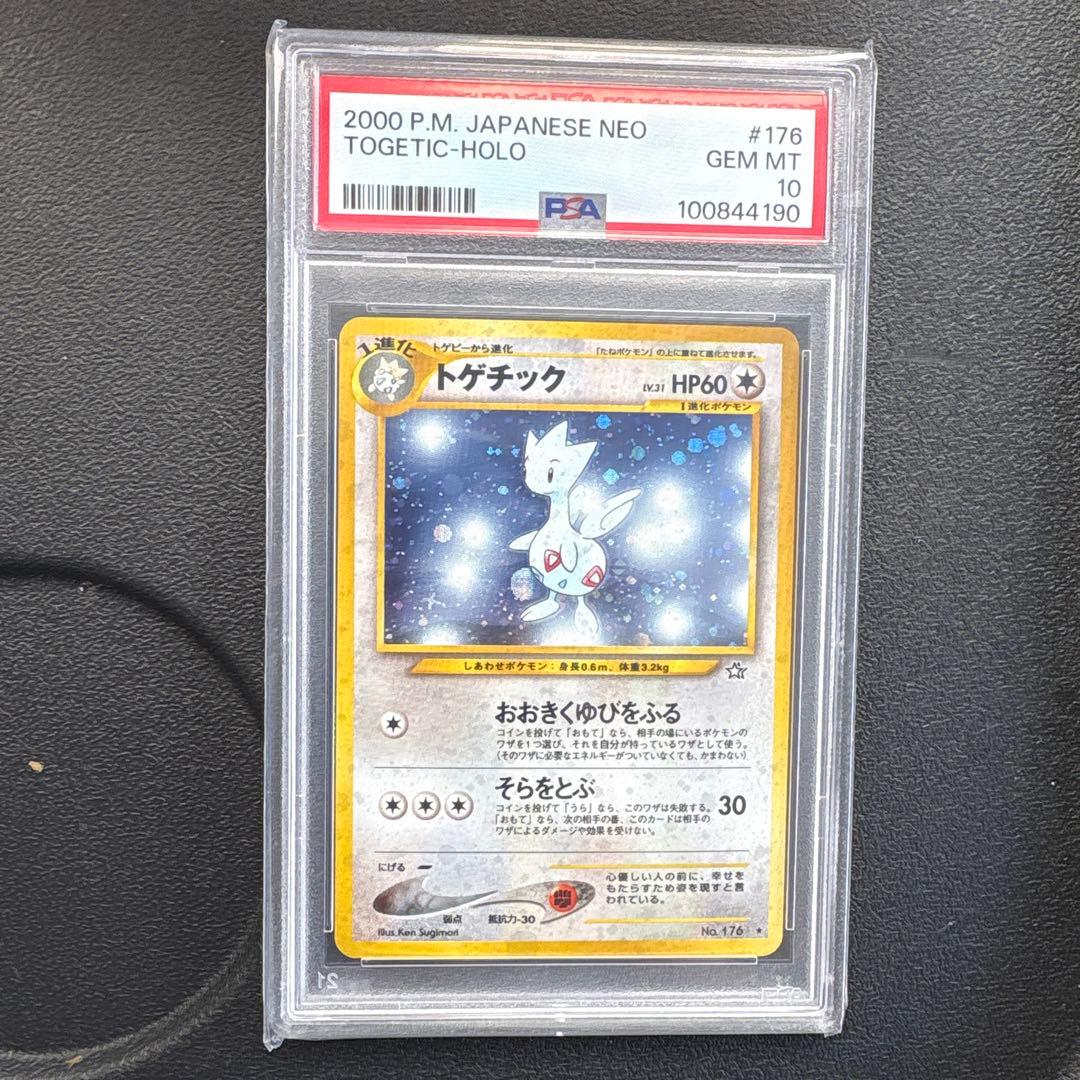 2000 P.M. JAPANESE NEO #176
TOGETIC-HOLO GEM MT
10
PSA 100844190
1進化
トゲピーから進化 「たねポケモン」の上に重ねて進化させます。
トゲチック LV.31 HP60
1進化ポケモン
しあわせポケモン：身長0.6m、体重3.2kg
おおきくゆびをふる
コインを投げて「おもて」なら、相手の場にいるポケモンの
ワザを1つ選び、それを自分が持っているワザとして使う。
（そのワザに必要なエネルギーがついていなくても、かまわない）
そらをとぶ 30
コインを投げて「うら」なら、このワザは失敗する。
「おもて」なら、次の相手の番、このカードは相手の
ワザによるダメージや効果を受けない。
にげる
弱点 抵抗力-30
心優しい人の前に、幸せを
もたらすため姿を現すと言
われている。
Illus. Ken Sugimori No. 176 ★
21